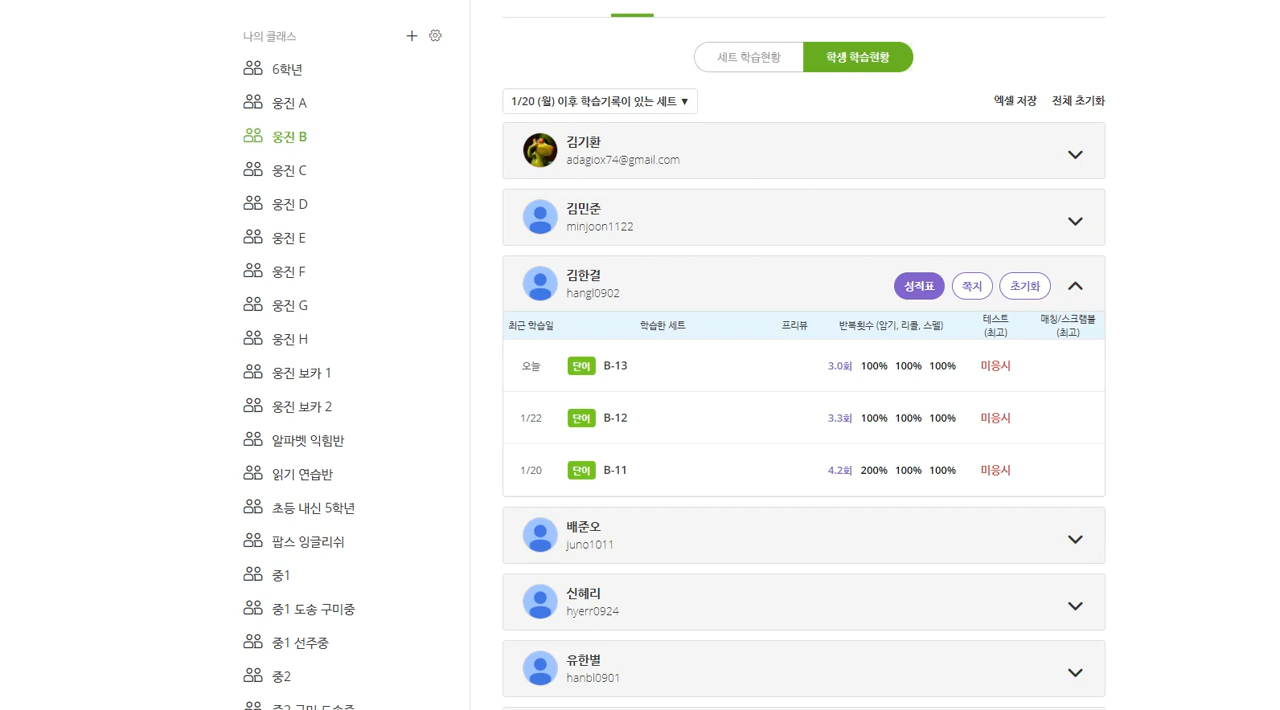 나의 클래스
6학년
웅진 A
웅진 B
웅진 C
웅진 D
웅진 E
웅진 F
웅진 G
웅진 H
웅진 보카 1
웅진 보카 2
알파벳 익힘반
읽기 연습반
초등 내신 5학년
팝스 잉글리쉬
중1
중1 도송 구미중
중1 선주중
중2
세트 학습현황 학생 학습현황
1/20 (월) 이후 학습기록이 있는 세트 ▼ 엑셀 저장 전체 초기화
김기환
adagiox74@gmail.com
김민준
minjoon1122
김한결
hangl0902
성적표 쪽지 초기화
최근 학습일 학습한 세트 프리뷰 반복횟수 (암기, 리콜, 스펠) 테스트 (최고) 매칭/스크램블 (최고)
오늘 단어 B-13 3.0회 100% 100% 100% 미응시
1/22 단어 B-12 3.3회 100% 100% 100% 미응시
1/20 단어 B-11 4.2회 200% 100% 100% 미응시
배준오
juno1011
신혜리
hyerr0924
유한별
hanbl0901